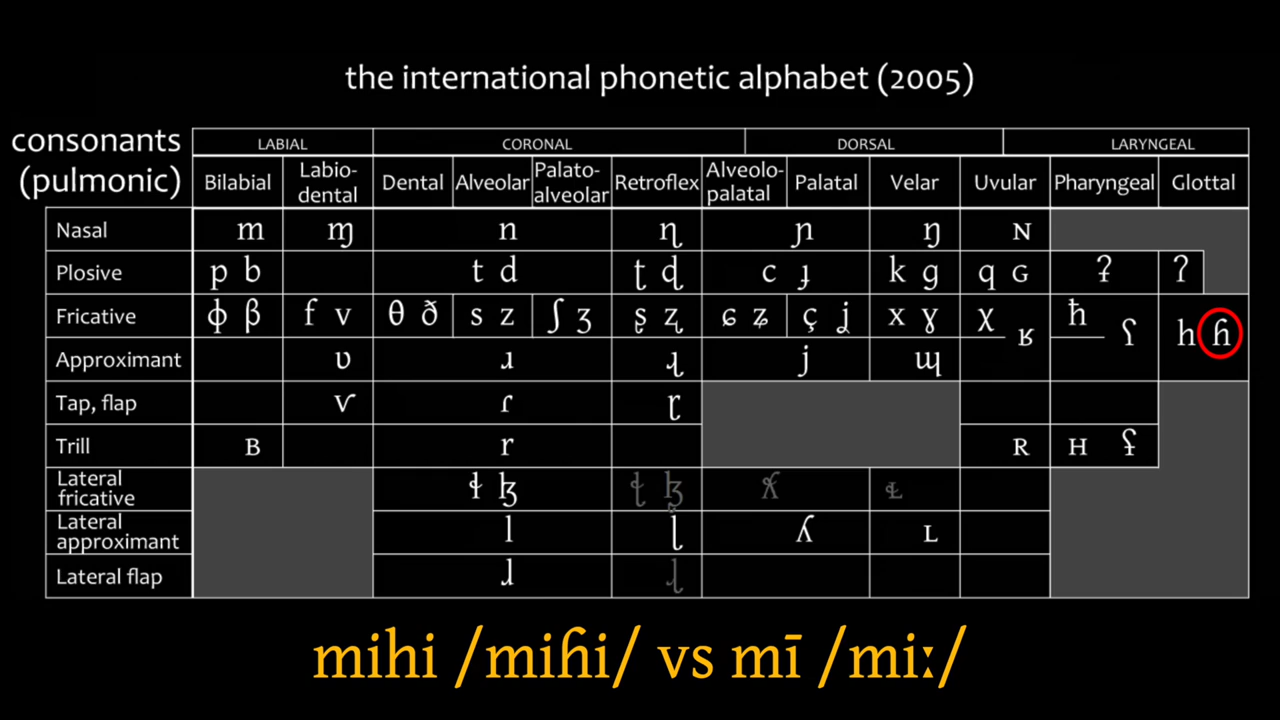 the international phonetic alphabet (2005)
consonants (pulmonic)
LABIAL CORONAL DORSAL LARYNGEAL
Bilabial Labio-dental Dental Alveolar Palato-alveolar Retroflex Alveolo-palatal Palatal Velar Uvular Pharyngeal Glottal
Nasal m ɱ n ɳ ɲ ŋ ɴ
Plosive p b t d ʈ ɖ c ɟ k ɡ q ɢ ʡ ʔ
Fricative ɸ β f v θ ð s z ʃ ʒ ʂ ʐ ɕ ʑ ç ʝ x ɣ χ ʁ ħ ʕ h ɦ
Approximant ʋ ɹ ɻ j ɰ
Tap, flap ⱱ ɾ ɽ
Trill ʙ r ʀ ʜ ʢ
Lateral fricative ɬ ɮ
Lateral approximant l ɭ ʎ ʟ
Lateral flap ɺ
mihi /miɦi/ vs mī /miː/